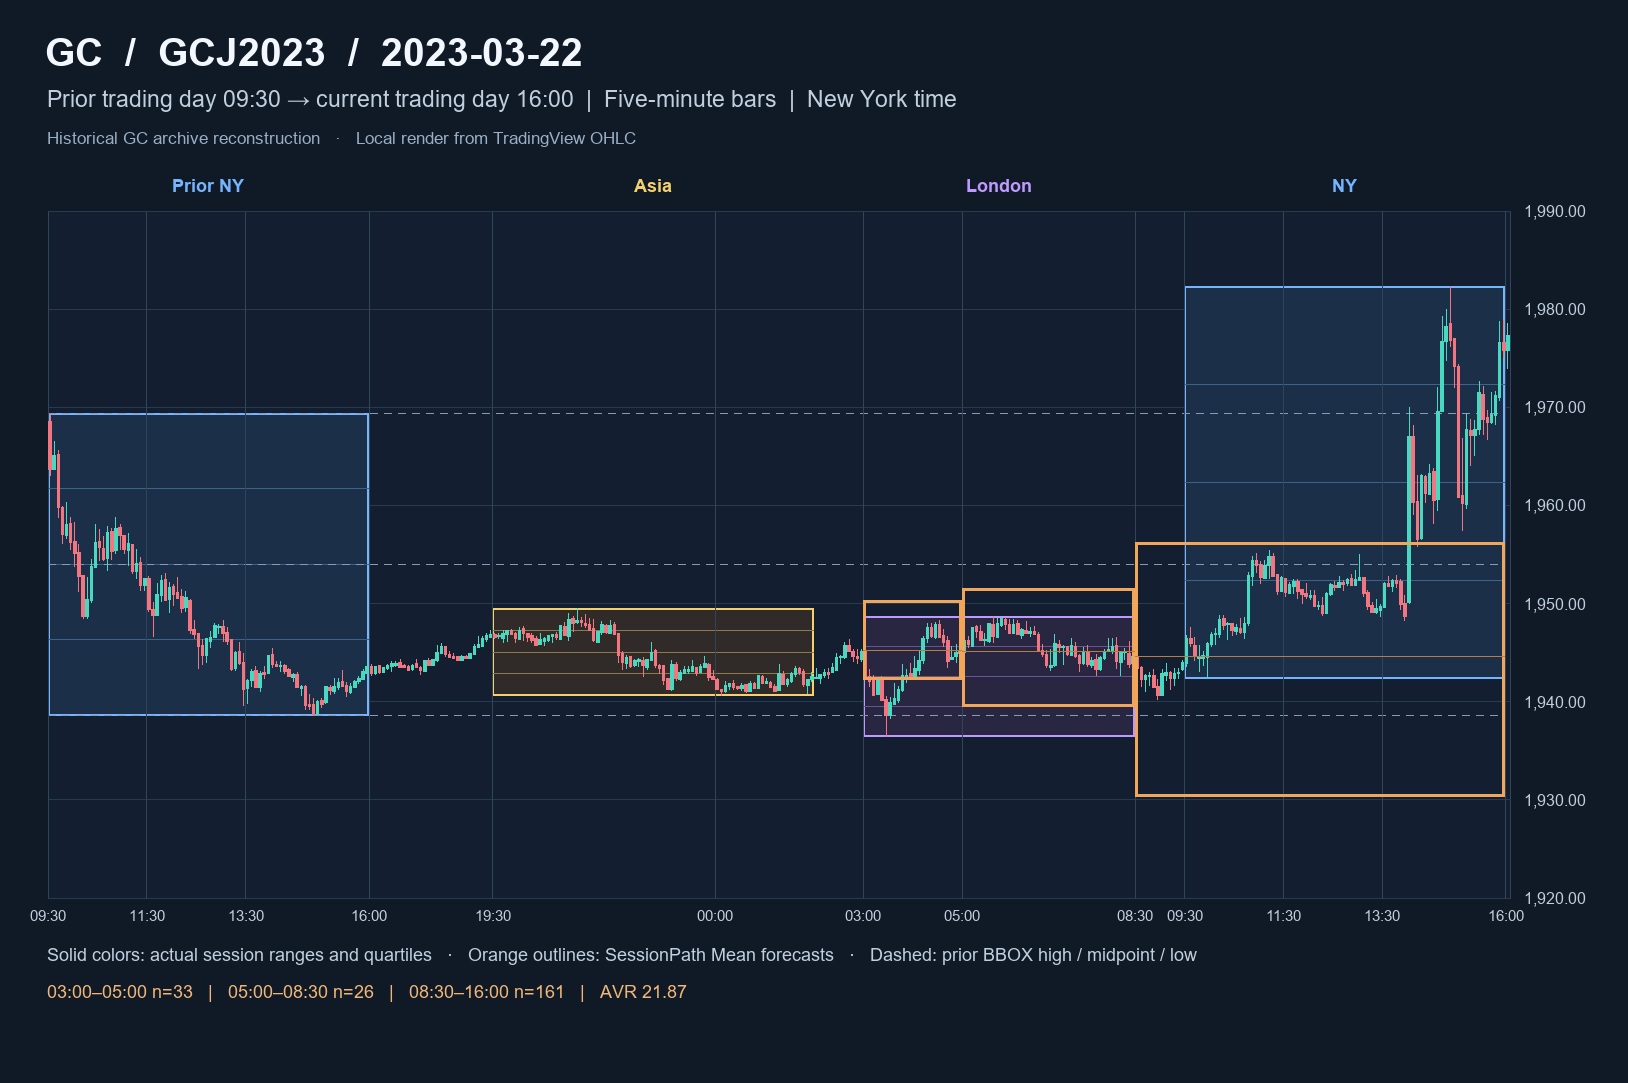 GC / GCJ2023 / 2023-03-22
Prior trading day 09:30 → current trading day 16:00 | Five-minute bars | New York time
Historical GC archive reconstruction · Local render from TradingView OHLC
Prior NY Asia London NY
1,990.00
1,980.00
1,970.00
1,960.00
1,950.00
1,940.00
1,930.00
1,920.00
09:30 11:30 13:30 16:00 19:30 00:00 03:00 05:00 08:30 09:30 11:30 13:30 16:00
Solid colors: actual session ranges and quartiles · Orange outlines: SessionPath Mean forecasts · Dashed: prior BBOX high / midpoint / low
03:00–05:00 n=33 | 05:00–08:30 n=26 | 08:30–16:00 n=161 | AVR 21.87